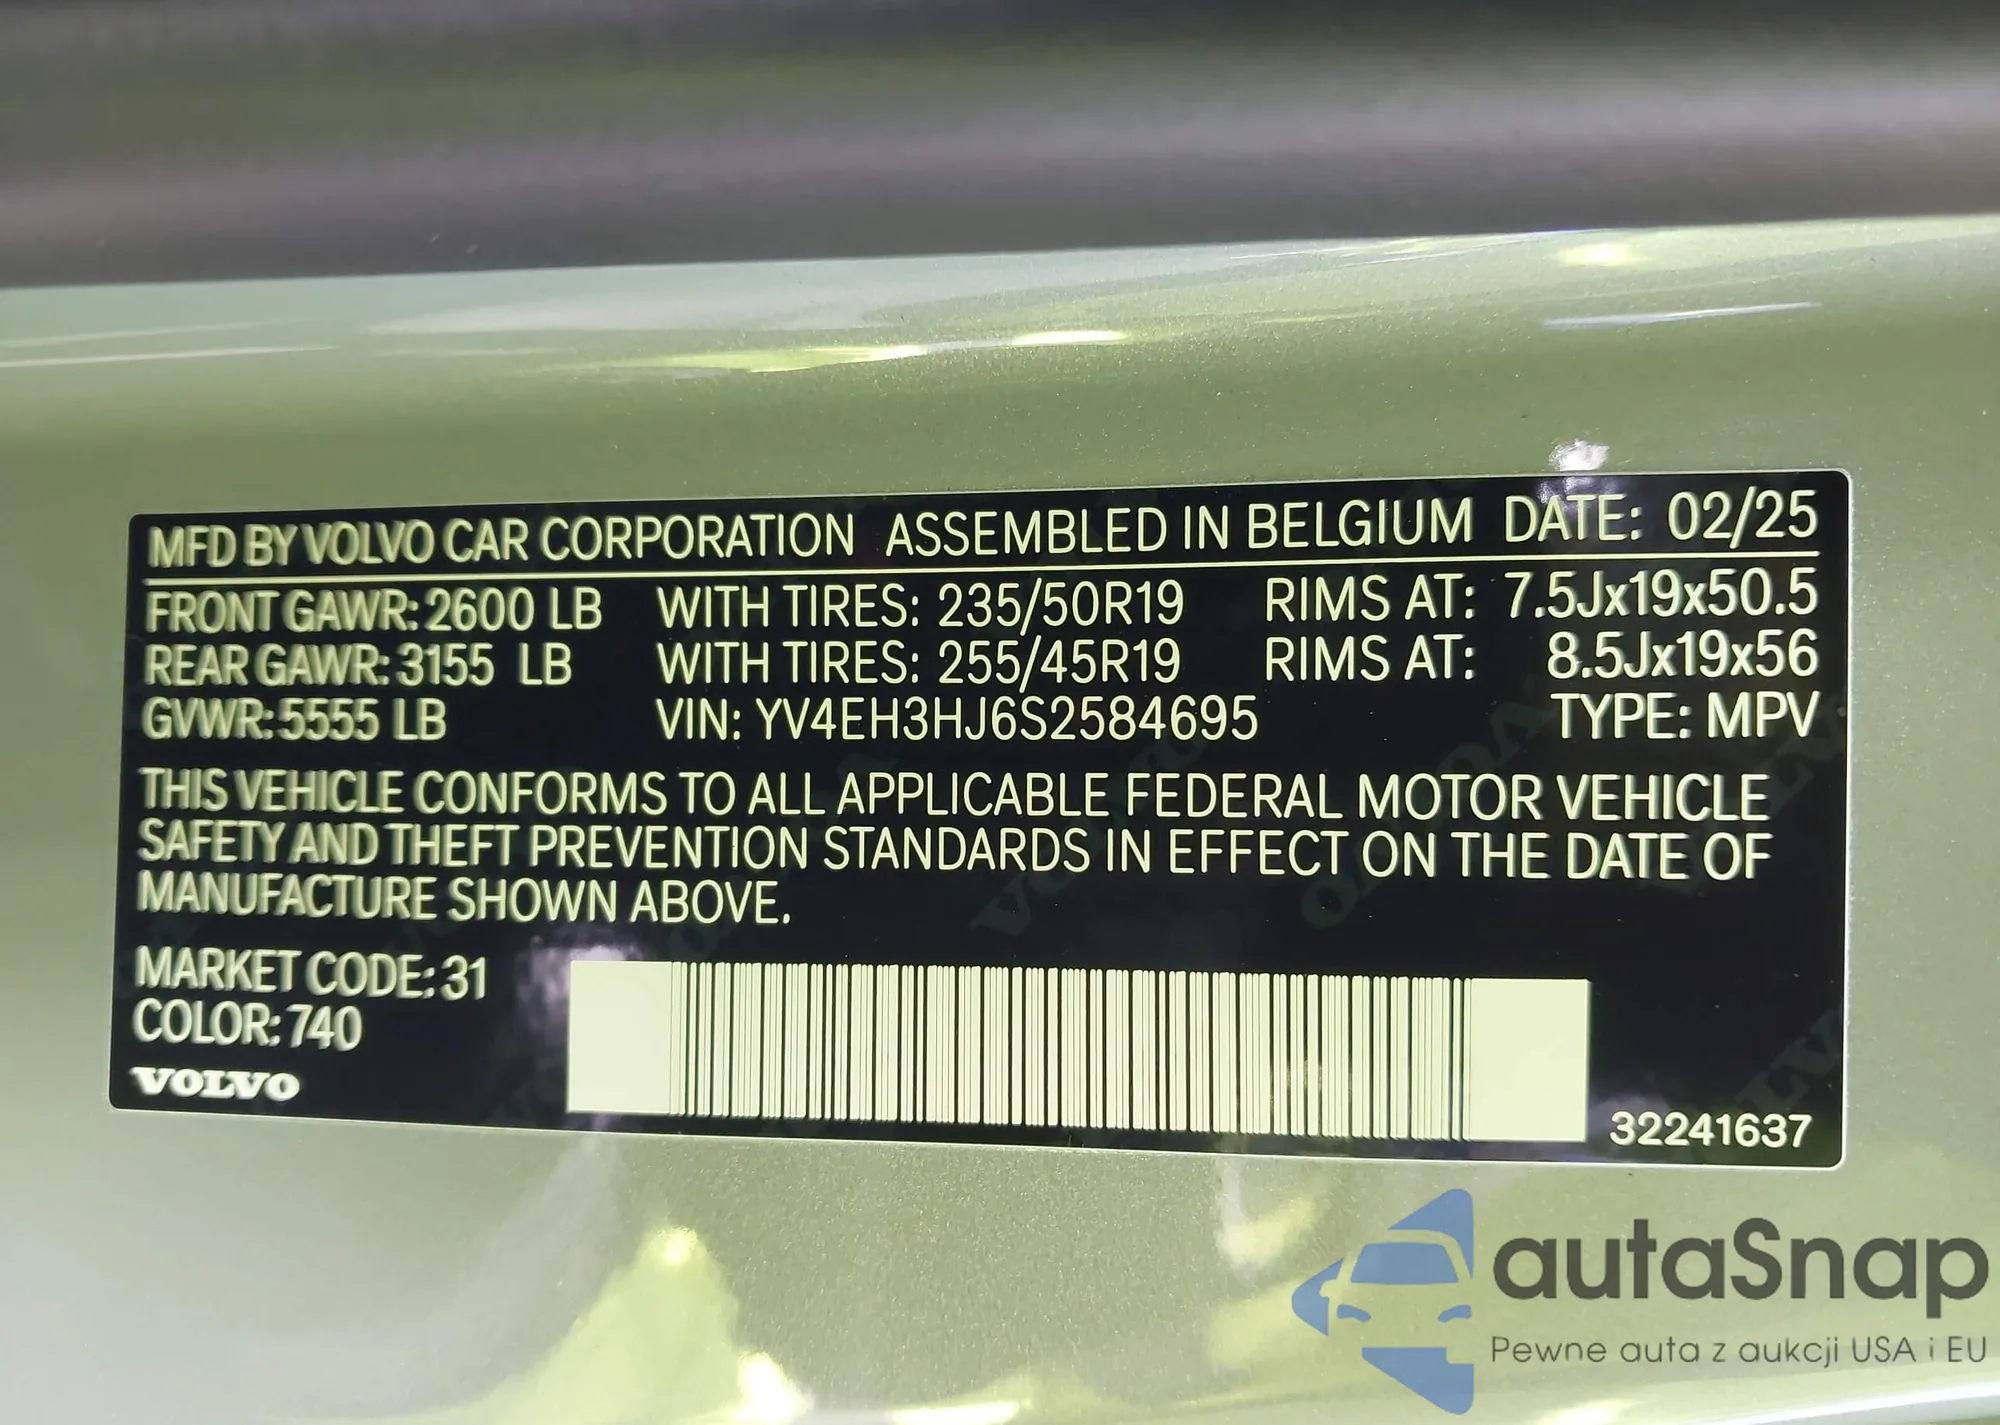 MFD BY VOLVO CAR CORPORATION ASSEMBLED IN BELGIUM DATE: 02/25
FRONT GAWR: 2600 LB WITH TIRES: 235/50R19 RIMS AT: 7.5Jx19x50.5
REAR GAWR: 3155 LB WITH TIRES: 255/45R19 RIMS AT: 8.5Jx19x56
GVWR: 5555 LB VIN: YV4EH3HJ6S2584695 TYPE: MPV
THIS VEHICLE CONFORMS TO ALL APPLICABLE FEDERAL MOTOR VEHICLE
SAFETY AND THEFT PREVENTION STANDARDS IN EFFECT ON THE DATE OF
MANUFACTURE SHOWN ABOVE.
MARKET CODE: 31
COLOR: 740
VOLVO
32241637
autaSnap
Pewne auta z aukcji USA i EU